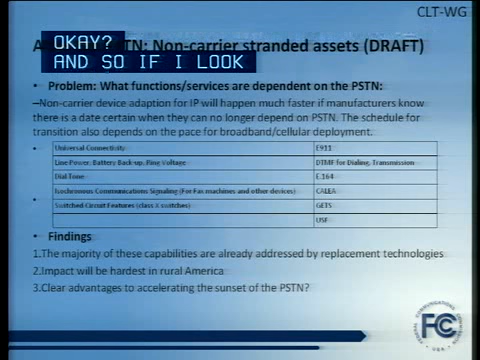 CLT-WG
PSTN: Non-carrier stranded assets (DRAFT)
OKAY?
AND SO IF I LOOK
• Problem: What functions/services are dependent on the PSTN:
–Non-carrier device adaption for IP will happen much faster if manufacturers know
there is a date certain when they can no longer depend on PSTN. The schedule for
transition also depends on the pace for broadband/cellular deployment.
Universal Connectivity E911
Line Power, Battery Back-up, Ring Voltage DTMF for Dialing, Transmission
Dial Tone E.164
Isochronous Communications Signaling (For Fax machines and other devices) CALEA
Switched Circuit Features (class X switches) GETS
USF
• Findings
1.The majority of these capabilities are already addressed by replacement technologies
2.Impact will be hardest in rural America
3.Clear advantages to accelerating the sunset of the PSTN?
FEDERAL COMMUNICATIONS COMMISSION
FCC
USA